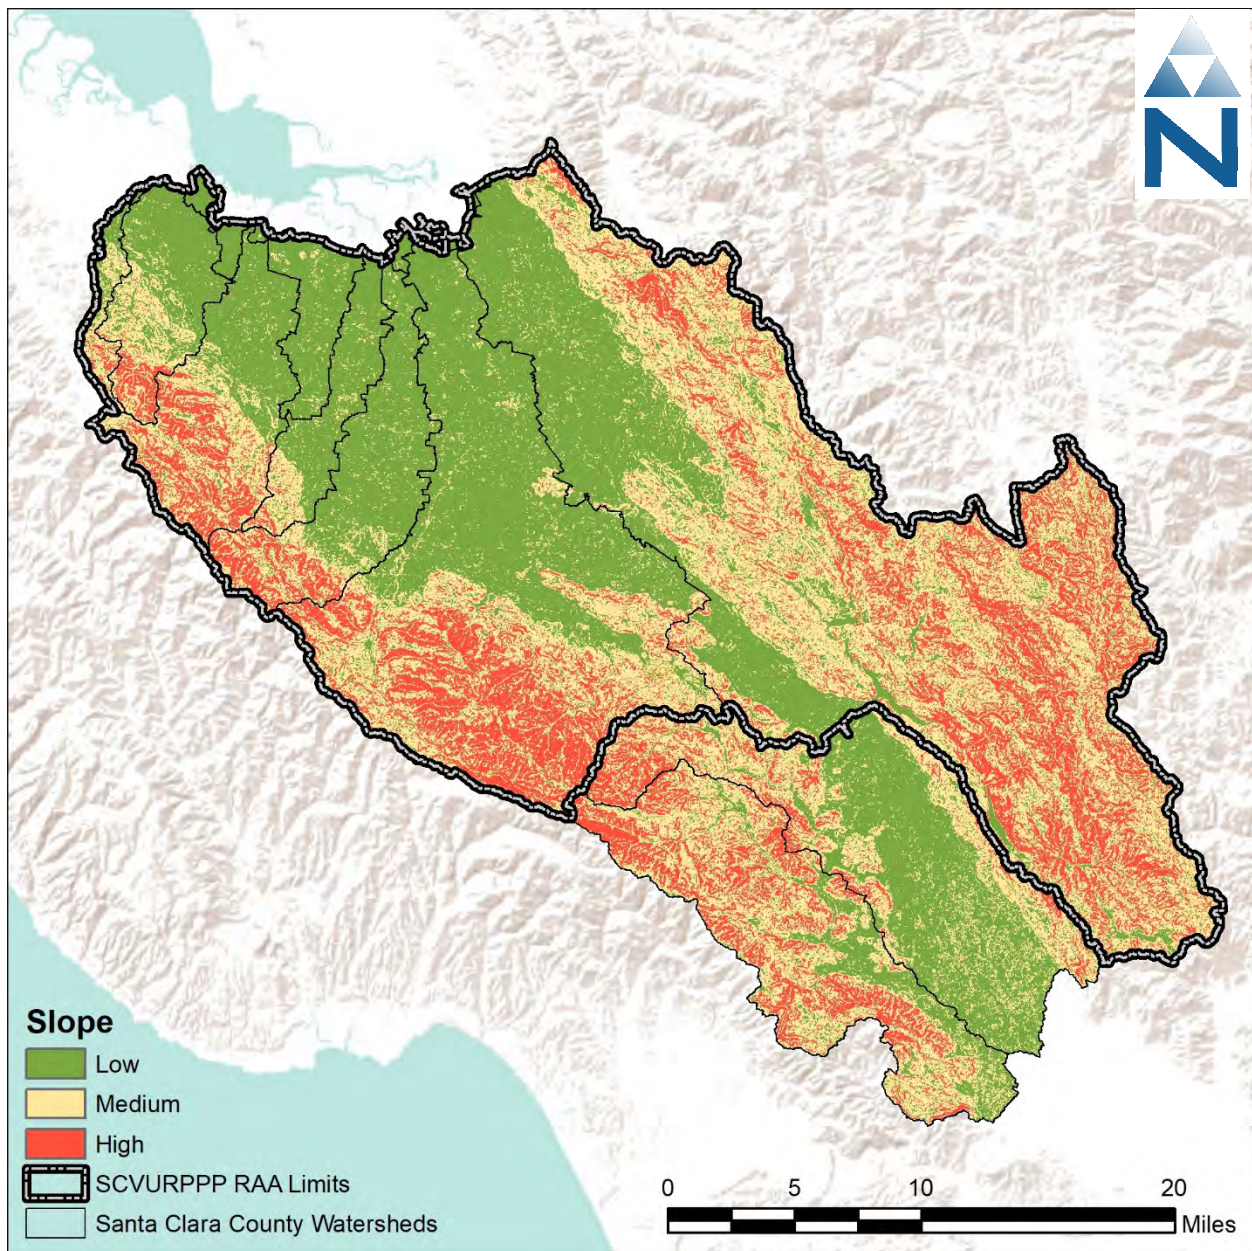 N
Slope
Low
Medium
High
SCVURPPP RAA Limits
Santa Clara County Watersheds
0 5 10 20
Miles